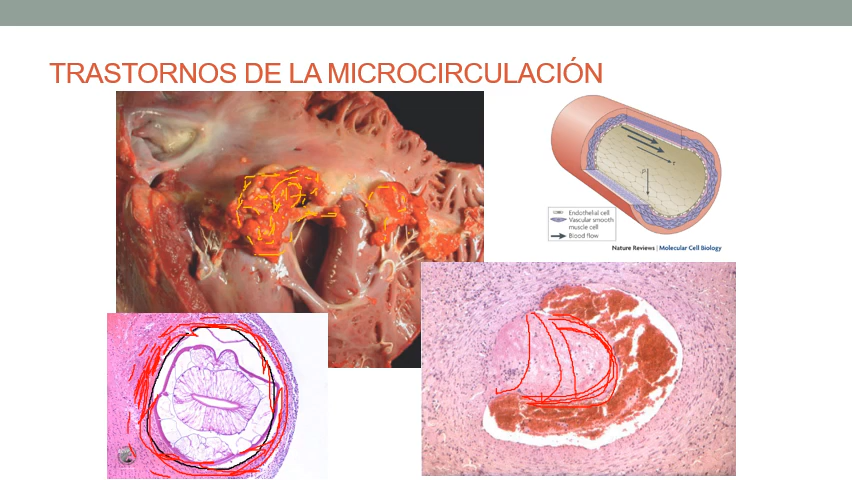 TRASTORNOS DE LA MICROCIRCULACIÓN
τ
P
Endothelial cell
Vascular smooth
muscle cell
Blood flow
Nature Reviews | Molecular Cell Biology